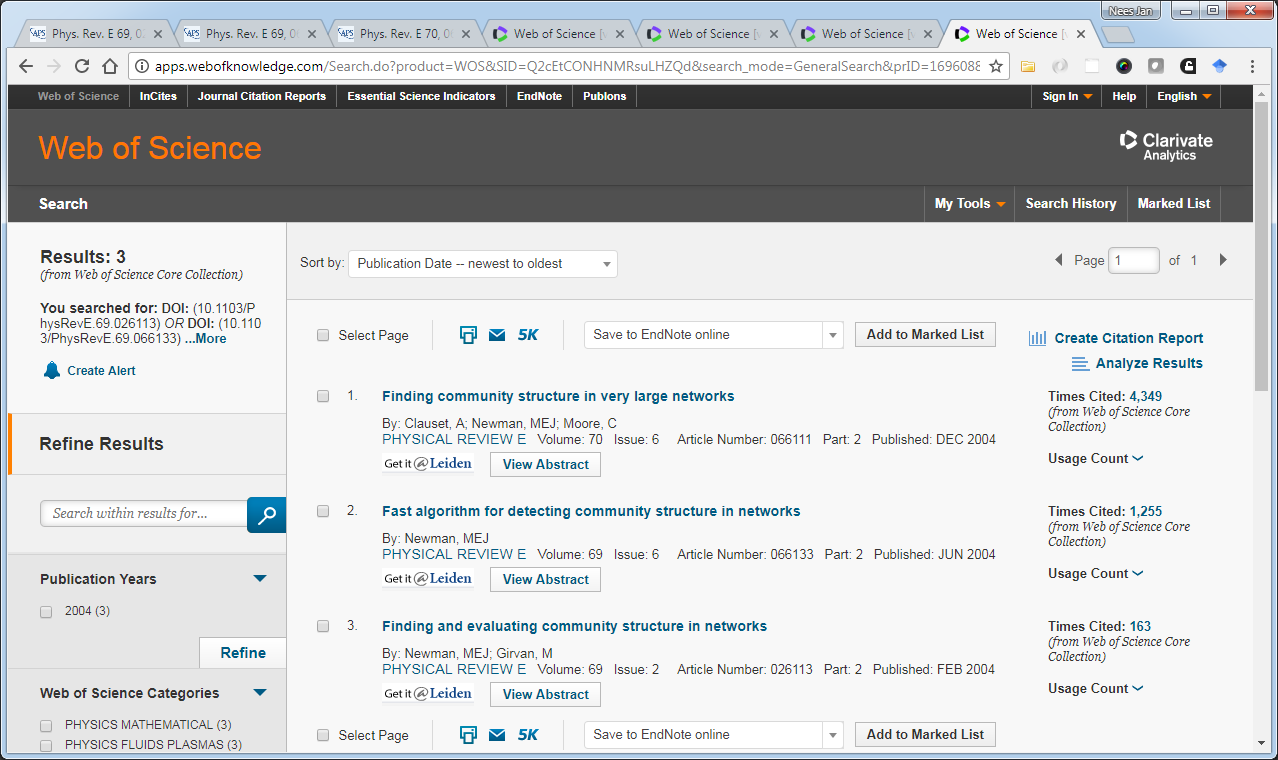 Nees Jan
APS Phys. Rev. E 69, 02
APS Phys. Rev. E 69, 0
APS Phys. Rev. E 70, 0
Web of Science [v
Web of Science [v
Web of Science [v
Web of Science [v
apps.webofknowledge.com/Search.do?product=WOS&SID=Q2cEtCONHNMRsuLHZQd&search_mode=GeneralSearch&prID=1696088
Web of Science InCites Journal Citation Reports Essential Science Indicators EndNote Publons Sign In Help English
Web of Science
Clarivate
Analytics
Search My Tools Search History Marked List
Results: 3
(from Web of Science Core Collection)
You searched for: DOI: (10.1103/P
hysRevE.69.026113) OR DOI: (10.110
3/PhysRevE.69.066133) ...More
Create Alert
Refine Results
Search within results for...
Publication Years
2004 (3)
Refine
Web of Science Categories
PHYSICS MATHEMATICAL (3)
PHYSICS FLUIDS PLASMAS (3)
Sort by: Publication Date -- newest to oldest
Page 1 of 1
Select Page 5K Save to EndNote online Add to Marked List
Create Citation Report
Analyze Results
1. Finding community structure in very large networks
By: Clauset, A; Newman, MEJ; Moore, C
PHYSICAL REVIEW E Volume: 70 Issue: 6 Article Number: 066111 Part: 2 Published: DEC 2004
Get it @ Leiden View Abstract
Times Cited: 4,349
(from Web of Science Core
Collection)
Usage Count
2. Fast algorithm for detecting community structure in networks
By: Newman, MEJ
PHYSICAL REVIEW E Volume: 69 Issue: 6 Article Number: 066133 Part: 2 Published: JUN 2004
Get it @ Leiden View Abstract
Times Cited: 1,255
(from Web of Science Core
Collection)
Usage Count
3. Finding and evaluating community structure in networks
By: Newman, MEJ; Girvan, M
PHYSICAL REVIEW E Volume: 69 Issue: 2 Article Number: 026113 Part: 2 Published: FEB 2004
Get it @ Leiden View Abstract
Times Cited: 163
(from Web of Science Core
Collection)
Usage Count
Select Page 5K Save to EndNote online Add to Marked List